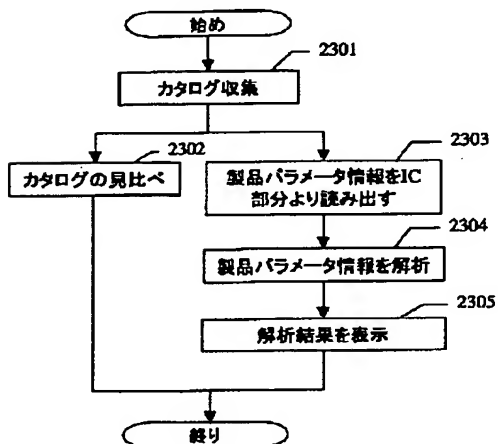 始め
2301
カタログ収集
2302
カタログの見比べ
2303
製品パラメータ情報をIC
部分より読み出す
2304
製品パラメータ情報を解析
2305
解析結果を表示
終り